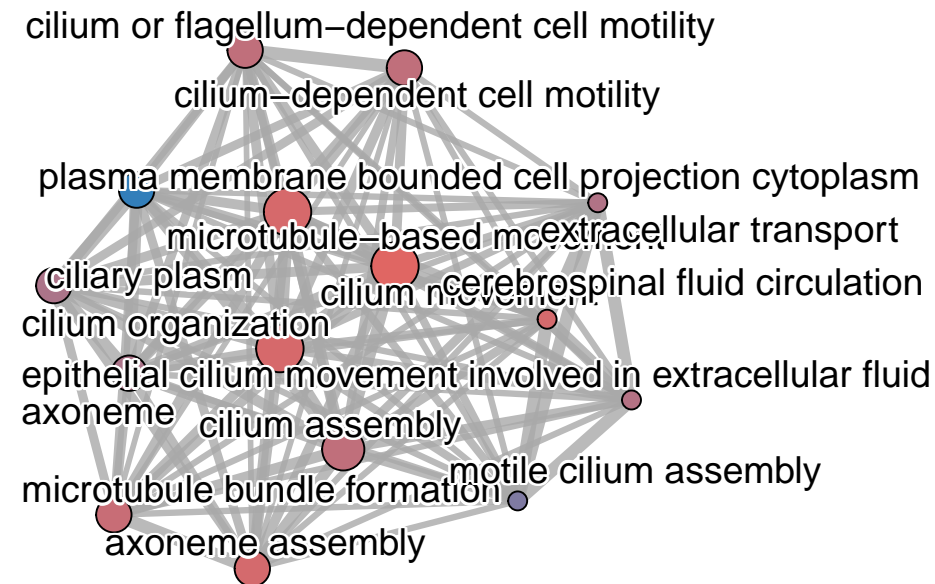 cilium or flagellum−dependent cell motility
cilium−dependent cell motility
plasma membrane bounded cell projection cytoplasm
microtubule−based movement
extracellular transport
ciliary plasm
cilium movement
cerebrospinal fluid circulation
cilium organization
epithelial cilium movement involved in extracellular fluid
axoneme
cilium assembly
motile cilium assembly
microtubule bundle formation
axoneme assembly